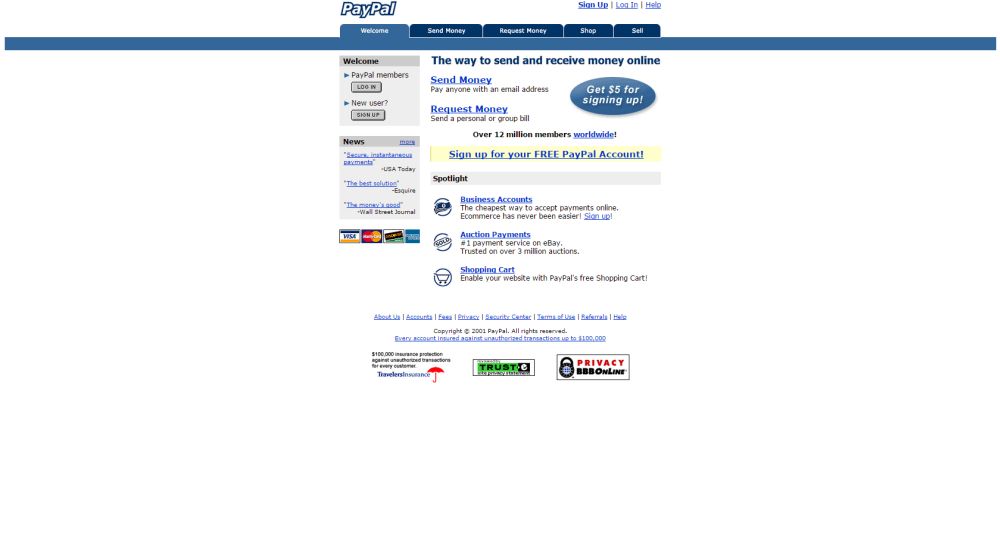 PayPal
Sign Up | Log In | Help
Welcome Send Money Request Money Shop Sell
Welcome
PayPal members
LOG IN
New user?
SIGN UP
News more
"Secure, instantaneous
payments"
-USA Today
"The best solution"
-Esquire
"The money's good"
-Wall Street Journal
VISA MasterCard
The way to send and receive money online
Send Money
Pay anyone with an email address
Request Money
Send a personal or group bill
Get $5 for
signing up!
Over 12 million members worldwide!
Sign up for your FREE PayPal Account!
Spotlight
Business Accounts
The cheapest way to accept payments online.
Ecommerce has never been easier! Sign up!
SOLD
Auction Payments
#1 payment service on eBay.
Trusted on over 3 million auctions.
Shopping Cart
Enable your website with PayPal's free Shopping Cart!
About Us | Accounts | Fees | Privacy | Security Center | Terms of Use | Referrals | Help
Copyright © 2001 PayPal. All rights reserved.
Every account insured against unauthorized transactions up to $100,000
$100,000 insurance protection
against unauthorized transactions
for every customer.
TravelersInsurance
TRUSTe
site privacy statement
PRIVACY
BBBOnLine